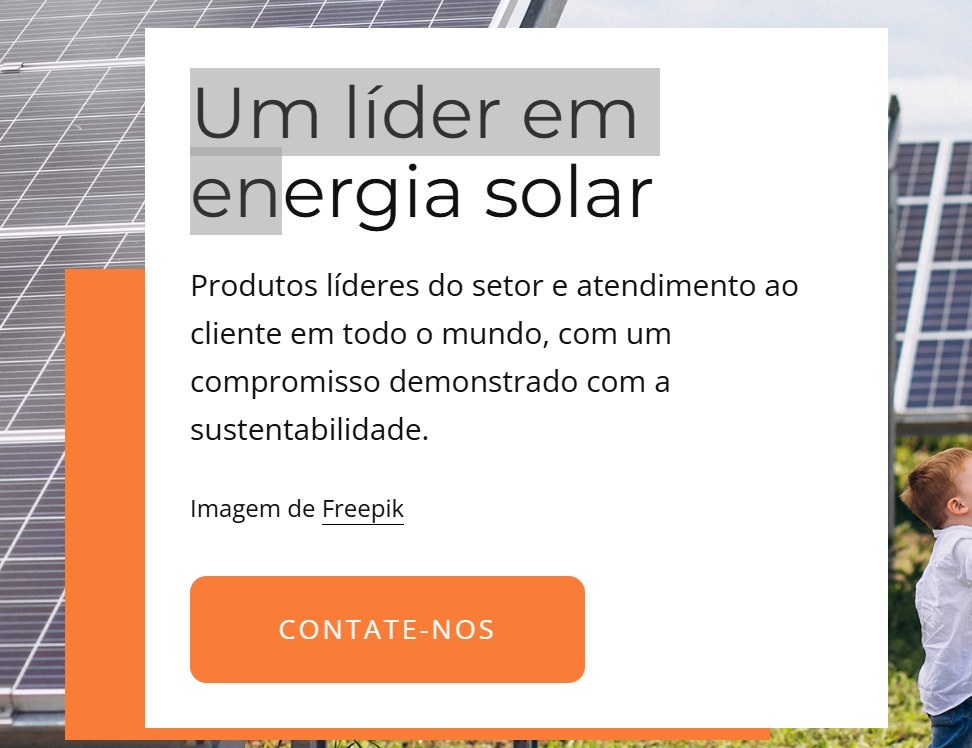 Um líder em
energia solar
Produtos líderes do setor e atendimento ao
cliente em todo o mundo, com um
compromisso demonstrado com a
sustentabilidade.
Imagem de Freepik
CONTATE-NOS